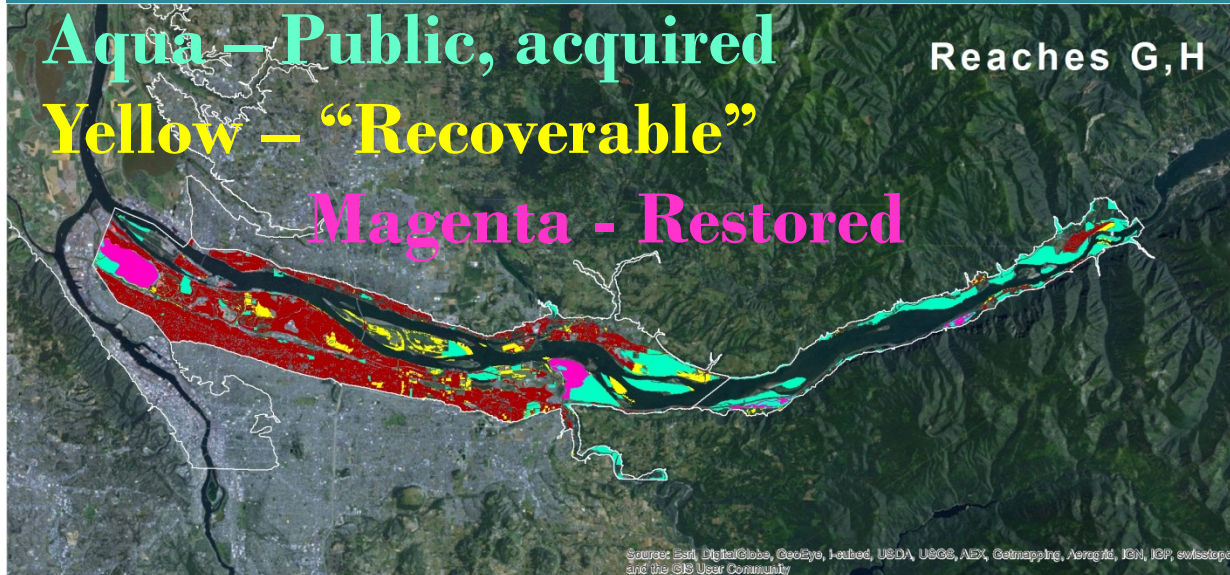 Aqua – Public, acquired
Reaches G,H
Yellow – “Recoverable”
Magenta - Restored
Source: Esri, DigitalGlobe, GeoEye, i-cubed, USDA, USGS, AEX, Getmapping, Aerogrid, IGN, IGP, swisstopo
and the GIS User Community